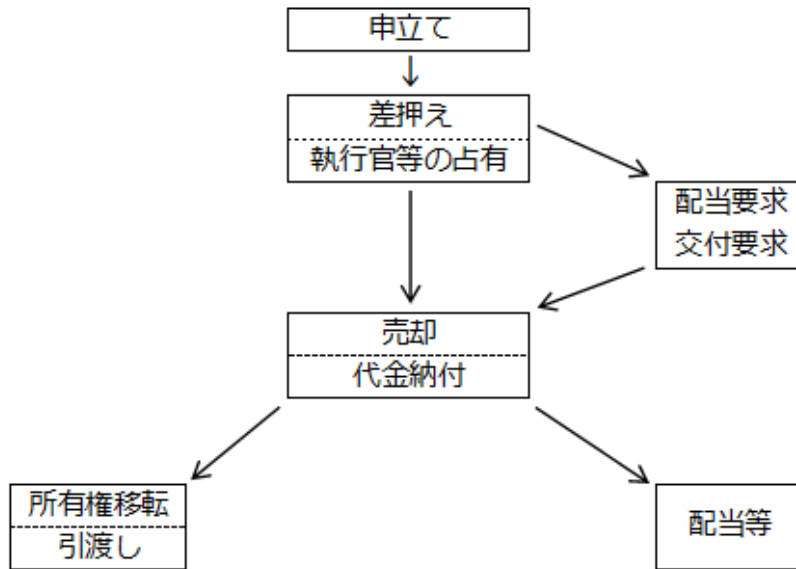 申立て
差押え
執行官等の占有
配当要求
交付要求
売却
代金納付
所有権移転
引渡し
配当等